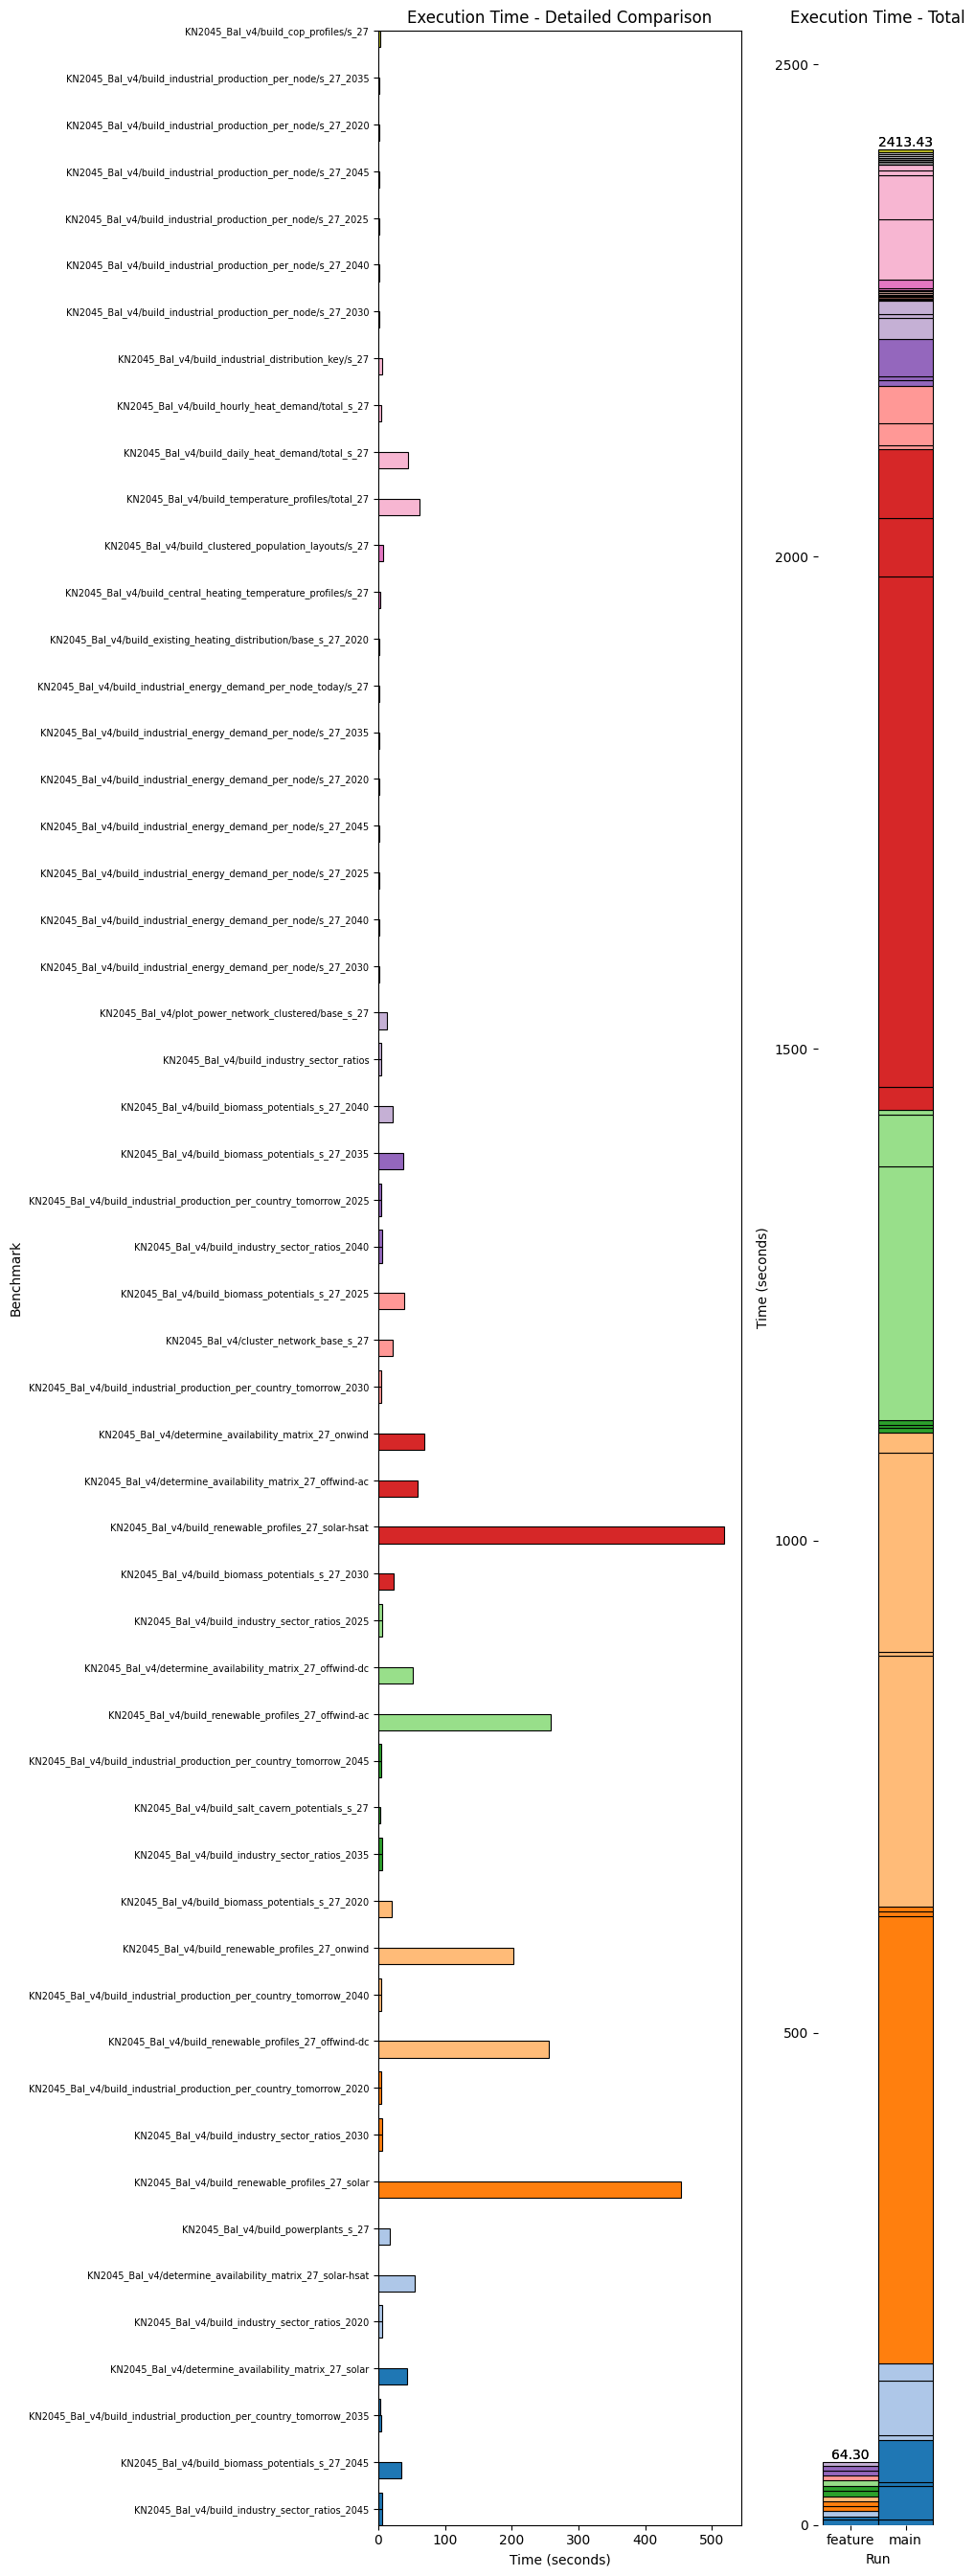 Execution Time - Detailed Comparison
Execution Time - Total
KN2045_Bal_v4/build_cop_profiles/s_27
KN2045_Bal_v4/build_industrial_production_per_node/s_27_2035
KN2045_Bal_v4/build_industrial_production_per_node/s_27_2020
KN2045_Bal_v4/build_industrial_production_per_node/s_27_2045
KN2045_Bal_v4/build_industrial_production_per_node/s_27_2025
KN2045_Bal_v4/build_industrial_production_per_node/s_27_2040
KN2045_Bal_v4/build_industrial_production_per_node/s_27_2030
KN2045_Bal_v4/build_industrial_distribution_key/s_27
KN2045_Bal_v4/build_hourly_heat_demand/total_s_27
KN2045_Bal_v4/build_daily_heat_demand/total_s_27
KN2045_Bal_v4/build_temperature_profiles/total_27
KN2045_Bal_v4/build_clustered_population_layouts/s_27
KN2045_Bal_v4/build_central_heating_temperature_profiles/s_27
KN2045_Bal_v4/build_existing_heating_distribution/base_s_27_2020
KN2045_Bal_v4/build_industrial_energy_demand_per_node_today/s_27
KN2045_Bal_v4/build_industrial_energy_demand_per_node/s_27_2035
KN2045_Bal_v4/build_industrial_energy_demand_per_node/s_27_2020
KN2045_Bal_v4/build_industrial_energy_demand_per_node/s_27_2045
KN2045_Bal_v4/build_industrial_energy_demand_per_node/s_27_2025
KN2045_Bal_v4/build_industrial_energy_demand_per_node/s_27_2040
KN2045_Bal_v4/build_industrial_energy_demand_per_node/s_27_2030
KN2045_Bal_v4/plot_power_network_clustered/base_s_27
KN2045_Bal_v4/build_industry_sector_ratios
KN2045_Bal_v4/build_biomass_potentials_s_27_2040
KN2045_Bal_v4/build_biomass_potentials_s_27_2035
KN2045_Bal_v4/build_industrial_production_per_country_tomorrow_2025
KN2045_Bal_v4/build_industry_sector_ratios_2040
KN2045_Bal_v4/build_biomass_potentials_s_27_2025
KN2045_Bal_v4/cluster_network_base_s_27
KN2045_Bal_v4/build_industrial_production_per_country_tomorrow_2030
KN2045_Bal_v4/determine_availability_matrix_27_onwind
KN2045_Bal_v4/determine_availability_matrix_27_offwind-ac
KN2045_Bal_v4/build_renewable_profiles_27_solar-hsat
KN2045_Bal_v4/build_biomass_potentials_s_27_2030
KN2045_Bal_v4/build_industry_sector_ratios_2025
KN2045_Bal_v4/determine_availability_matrix_27_offwind-dc
KN2045_Bal_v4/build_renewable_profiles_27_offwind-ac
KN2045_Bal_v4/build_industrial_production_per_country_tomorrow_2045
KN2045_Bal_v4/build_salt_cavern_potentials_s_27
KN2045_Bal_v4/build_industry_sector_ratios_2035
KN2045_Bal_v4/build_biomass_potentials_s_27_2020
KN2045_Bal_v4/build_renewable_profiles_27_onwind
KN2045_Bal_v4/build_industrial_production_per_country_tomorrow_2040
KN2045_Bal_v4/build_renewable_profiles_27_offwind-dc
KN2045_Bal_v4/build_industrial_production_per_country_tomorrow_2020
KN2045_Bal_v4/build_industry_sector_ratios_2030
KN2045_Bal_v4/build_renewable_profiles_27_solar
KN2045_Bal_v4/build_powerplants_s_27
KN2045_Bal_v4/determine_availability_matrix_27_solar-hsat
KN2045_Bal_v4/build_industry_sector_ratios_2020
KN2045_Bal_v4/determine_availability_matrix_27_solar
KN2045_Bal_v4/build_industrial_production_per_country_tomorrow_2035
KN2045_Bal_v4/build_biomass_potentials_s_27_2045
KN2045_Bal_v4/build_industry_sector_ratios_2045
Benchmark
0 100 200 300 400 500
Time (seconds)
Time (seconds)
2500
2000
1500
1000
500
0
2413.43
64.30
feature main
Run